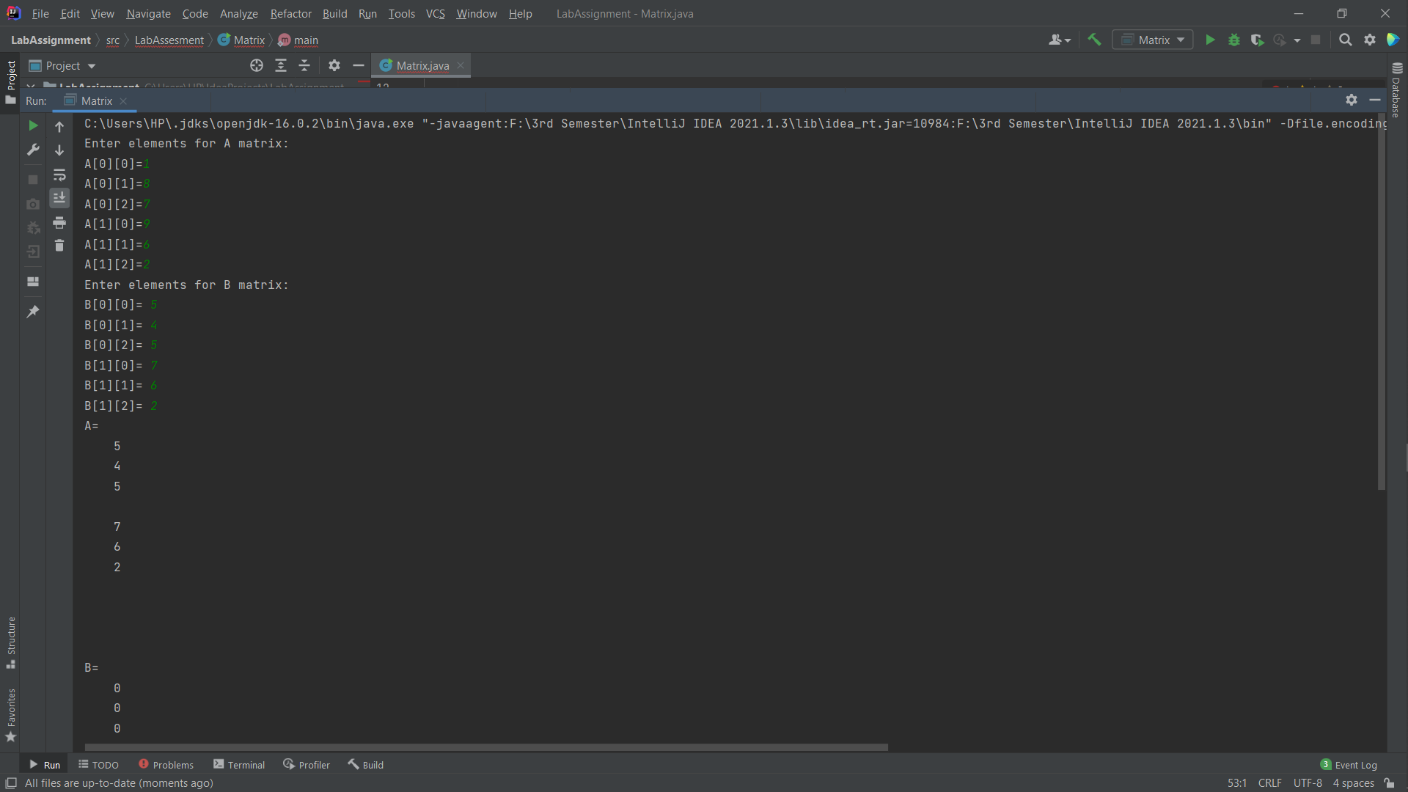 File Edit View Navigate Code Analyze Refactor Build Run Tools VCS Window Help LabAssignment - Matrix.java
LabAssignment src LabAssesment Matrix main Matrix
Project Project Matrix.java
LabAssignment
Run: Matrix
Database
C:\Users\HP\.jdks\openjdk-16.0.2\bin\java.exe "-javaagent:F:\3rd Semester\IntelliJ IDEA 2021.1.3\lib\idea_rt.jar=10984:F:\3rd Semester\IntelliJ IDEA 2021.1.3\bin" -Dfile.encoding
Enter elements for A matrix:
A[0][0]=1
A[0][1]=8
A[0][2]=7
A[1][0]=9
A[1][1]=6
A[1][2]=2
Enter elements for B matrix:
B[0][0]= 5
B[0][1]= 4
B[0][2]= 5
B[1][0]= 7
B[1][1]= 6
B[1][2]= 2
A=
5
4
5
7
6
2
B=
0
0
0
Structure
Favorites
Run TODO Problems Terminal Profiler Build 3 Event Log
All files are up-to-date (moments ago) 53:1 CRLF UTF-8 4 spaces